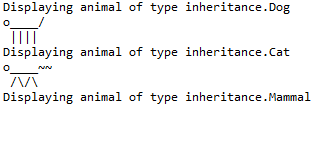 Displaying animal of type inheritance.Dog
o____/
 ||||
Displaying animal of type inheritance.Cat
o____~~
 /\/\
Displaying animal of type inheritance.Mammal